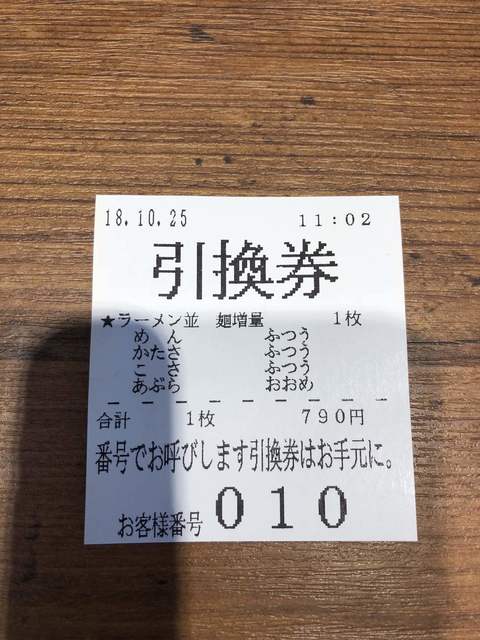 18.10.25 11:02
引換券
★ラーメン並 麺増量 1枚
めん ふつう
かたさ ふつう
こさ ふつう
あぶら おおめ
合計 1枚 790円
番号でお呼びします引換券はお手元に。
お客様番号 010